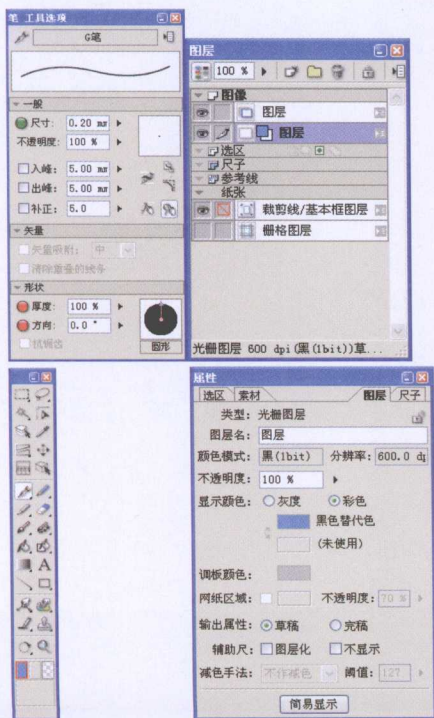 笔 工具选项
G笔
一般
尺寸: 0.20 mm
不透明度: 100 %
入峰: 5.00 mm
出峰: 5.00 mm
补正: 5.0
矢量
矢量吸附: 中
清除重叠的线条
形状
厚度: 100 %
方向: 0.0 °
抗锯齿
圆形
图层
100 %
图像
图层
图层
选区
尺子
参考线
纸张
裁剪线/基本框图层
栅格图层
光栅图层 600 dpi(黑(1bit))草...
A
属性
选区 素材 图层 尺子
类型: 光栅图层
图层名: 图层
颜色模式: 黑(1bit) 分辨率: 600.0 dp
不透明度: 100 %
显示颜色: 灰度 彩色
黑色替代色
(未使用)
调板颜色:
网纸区域: 不透明度: 70 %
输出属性: 草稿 完稿
辅助尺: 图层化 不显示
减色手法: 不作减色 阈值: 127
简易显示